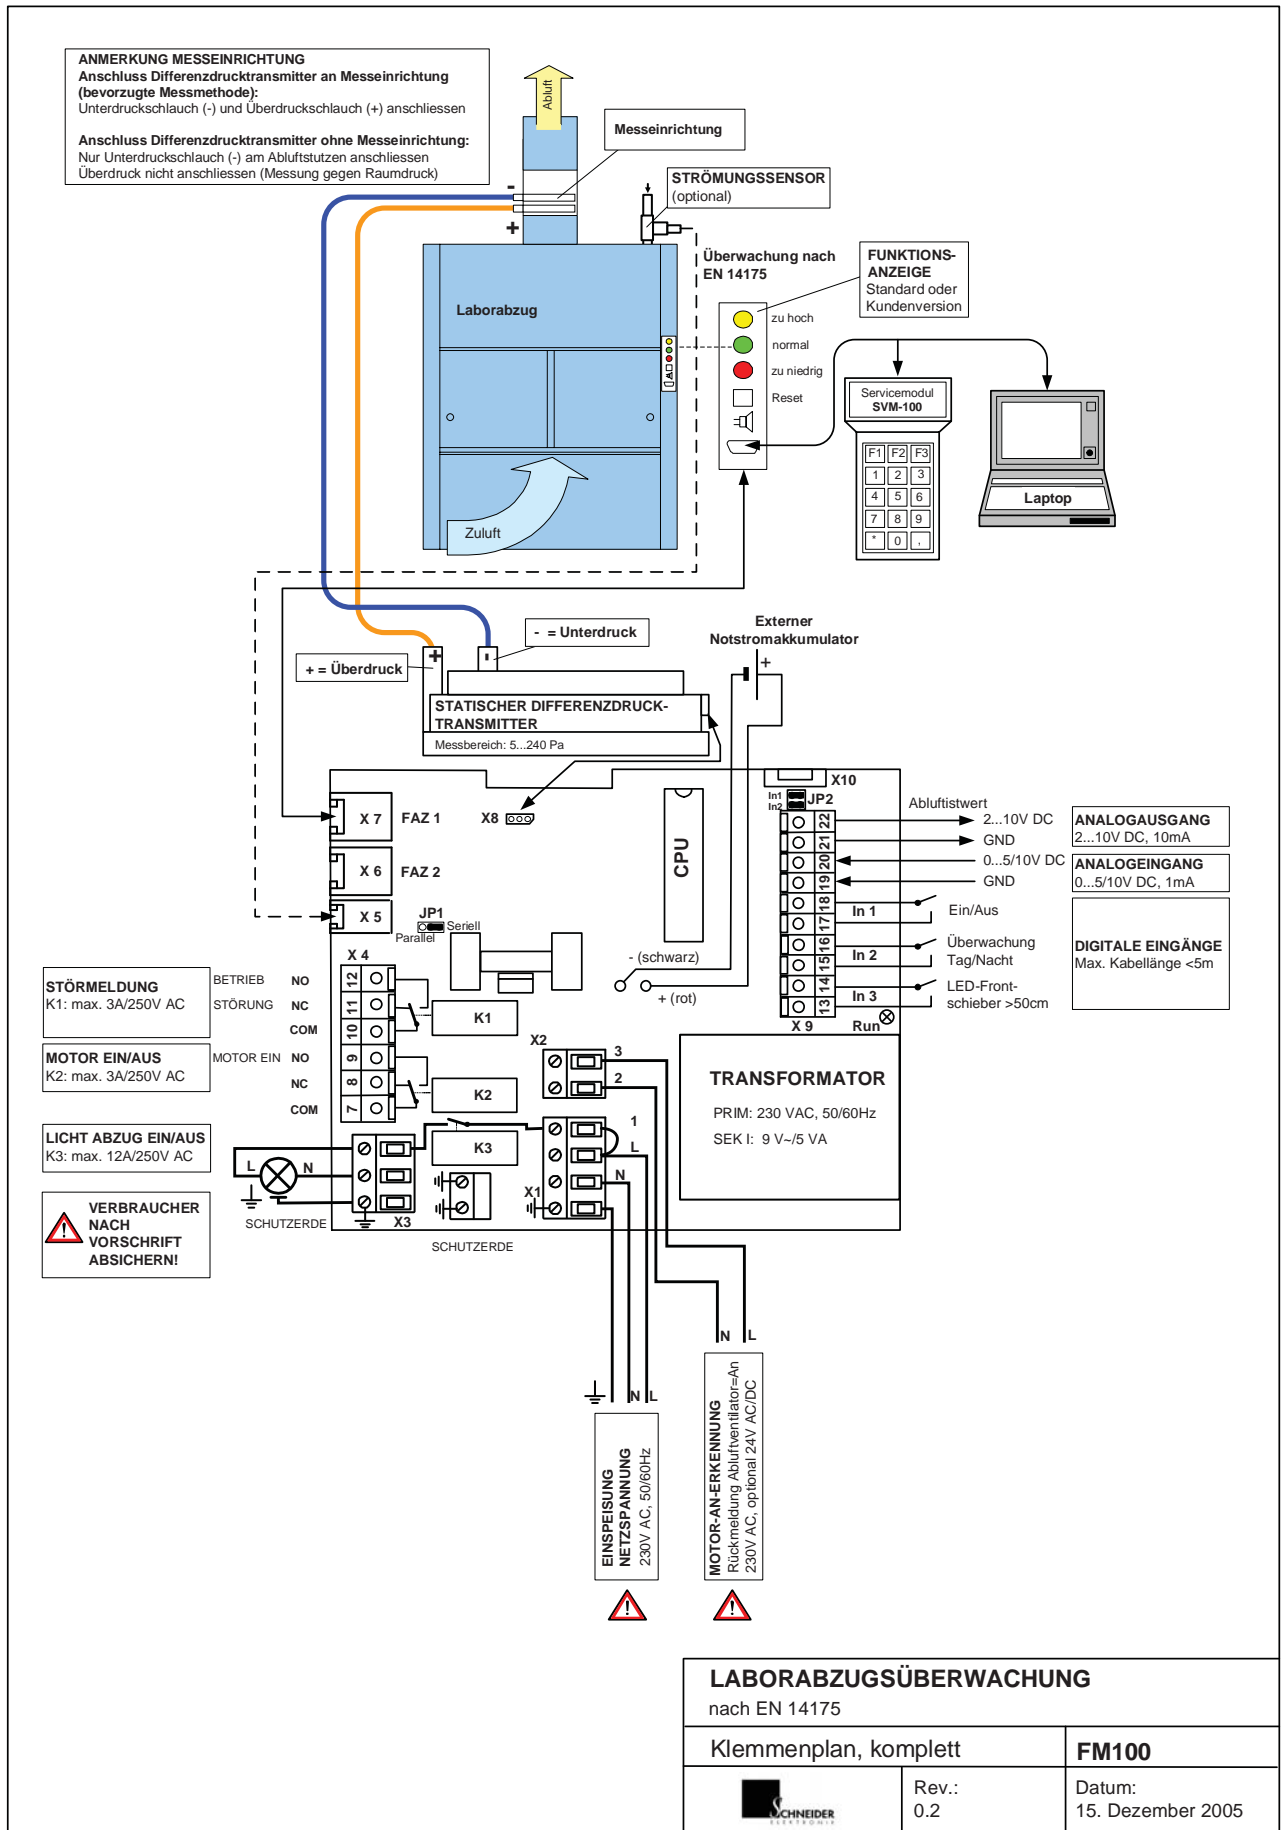 ANMERKUNG MESSEINRICHTUNG
Anschluss Differenzdrucktransmitter an Messeinrichtung
(bevorzugte Messmethode):
Unterdruckschlauch (-) und Überdruckschlauch (+) anschliessen
Anschluss Differenzdrucktransmitter ohne Messeinrichtung:
Nur Unterdruckschlauch (-) am Abluftstutzen anschliessen
Überdruck nicht anschliessen (Messung gegen Raumdruck)
Abluft
Messeinrichtung
-
+
STRÖMUNGSSENSOR
(optional)
Überwachung nach
EN 14175
FUNKTIONS-
ANZEIGE
Standard oder
Kundenversion
Laborabzug
zu hoch
normal
zu niedrig
Reset
Servicemodul
SVM-100
F1 F2 F3
1 2 3
4 5 6
7 8 9
* 0 ,
Laptop
Zuluft
Externer
Notstromakkumulator
+
- = Unterdruck
+ = Überdruck
+
-
STATISCHER DIFFERENZDRUCK-
TRANSMITTER
Messbereich: 5...240 Pa
X 7
FAZ 1
X8
X 6
FAZ 2
X 5
JP1
Seriell
Parallel
CPU
X10
In1
In2
JP2
22
21
20
19
18
17
16
15
14
13
In 1
In 2
In 3
X 9
Run
Abluftistwert
2...10V DC
GND
0...5/10V DC
GND
Ein/Aus
Überwachung
Tag/Nacht
LED-Front-
schieber >50cm
ANALOGAUSGANG
2...10V DC, 10mA
ANALOGEINGANG
0...5/10V DC, 1mA
DIGITALE EINGÄNGE
Max. Kabellänge <5m
- (schwarz)
+ (rot)
X 4
12
11
10
9
8
7
STÖRMELDUNG
K1: max. 3A/250V AC
BETRIEB NO
STÖRUNG NC
COM
K1
MOTOR EIN/AUS
K2: max. 3A/250V AC
MOTOR EIN NO
NC
COM
K2
LICHT ABZUG EIN/AUS
K3: max. 12A/250V AC
L
N
K3
X2
3
2
1
L
N
X1
X3
SCHUTZERDE
SCHUTZERDE
VERBRAUCHER
NACH
VORSCHRIFT
ABSICHERN!
TRANSFORMATOR
PRIM: 230 VAC, 50/60Hz
SEK I: 9 V~/5 VA
N L
N L
EINSPEISUNG
NETZSPANNUNG
230V AC, 50/60Hz
MOTOR-AN-ERKENNUNG
Rückmeldung Abluftventilator=An
230V AC, optional 24V AC/DC
LABORABZUGSÜBERWACHUNG
nach EN 14175
Klemmenplan, komplett
FM100
SCHNEIDER
ELEKTRONIK
Rev.:
0.2
Datum:
15. Dezember 2005